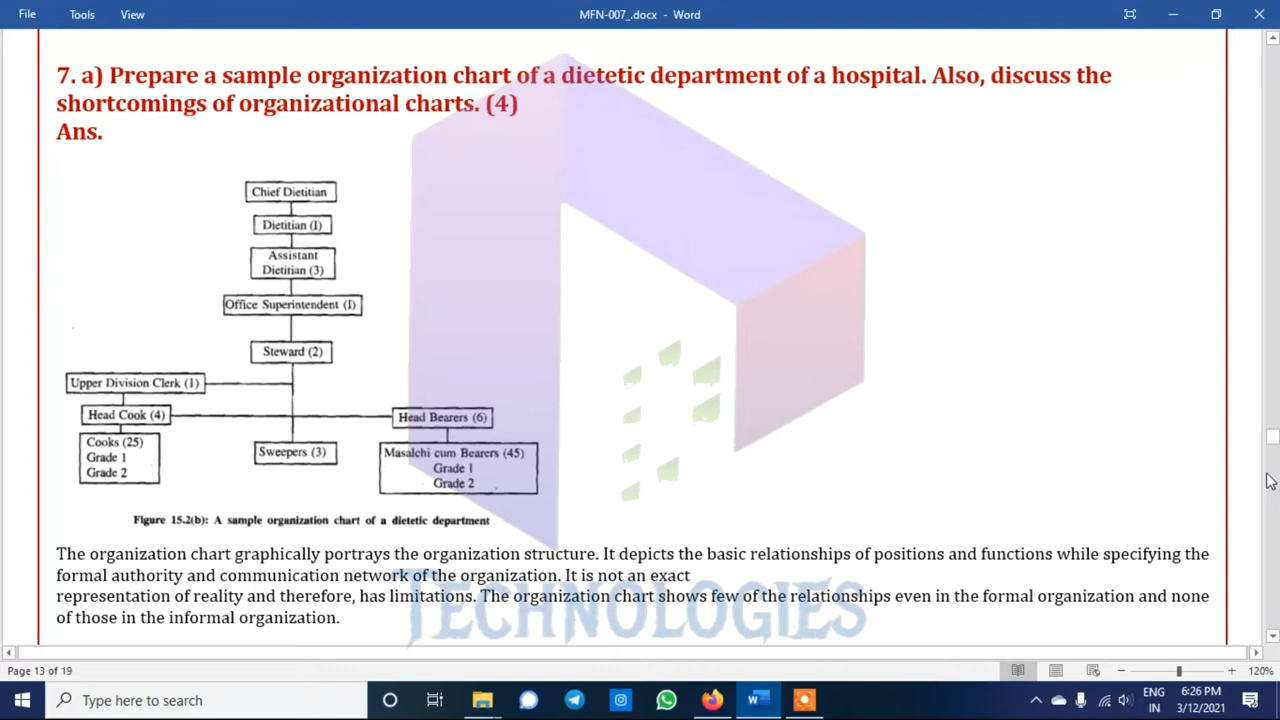 File
Tools
View
MFN-007_.docx - Word
7. a) Prepare a sample organization chart of a dietetic department of a hospital. Also, discuss the
shortcomings of organizational charts. (4)
Ans.
Chief Dietitian
Dietitian (I)
Assistant
Dietitian (3)
Office Superintendent (I)
Steward (2)
Upper Division Clerk (1)
Head Cook (4)
Head Bearers (6)
Cooks (25)
Grade 1
Grade 2
Sweepers (3)
Masalchi cum Bearers (45)
Grade 1
Grade 2
Figure 15.2(b): A sample organization chart of a dietetic department
The organization chart graphically portrays the organization structure. It depicts the basic relationships of positions and functions while specifying the
formal authority and communication network of the organization. It is not an exact
representation of reality and therefore, has limitations. The organization chart shows few of the relationships even in the formal organization and none
of those in the informal organization.
TECHNOLOGIES
Page 13 of 19
120%
Type here to search
ENG
IN
6:26 PM
3/12/2021